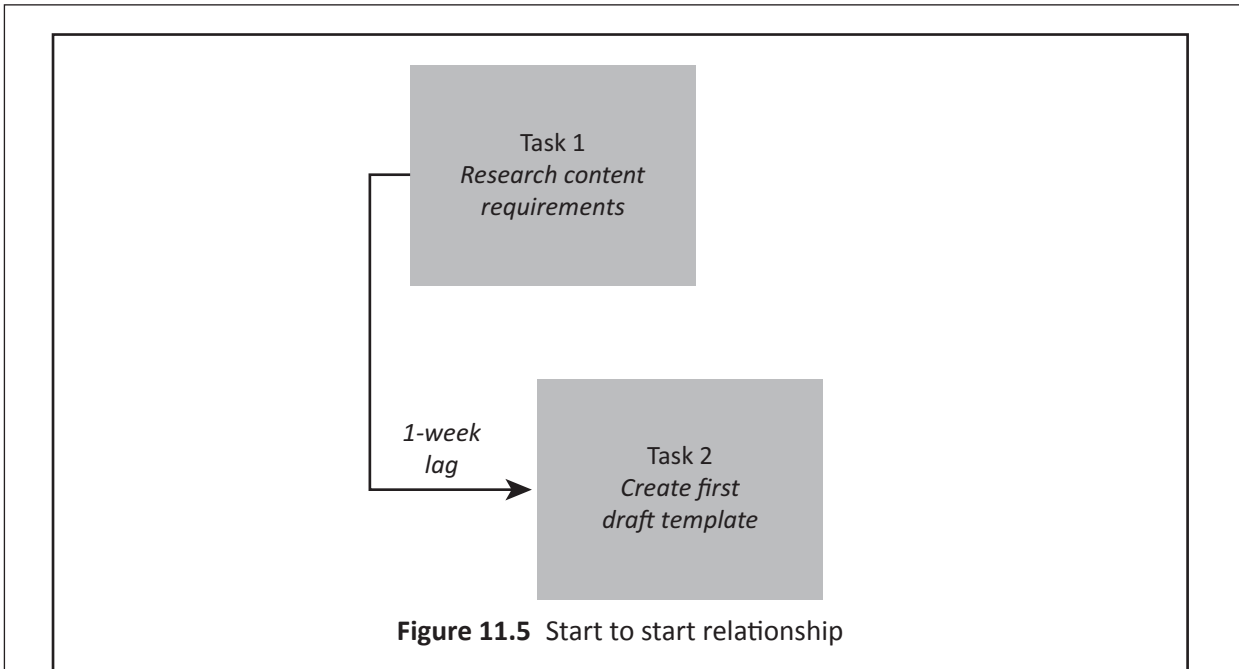 Task 1
Research content
requirements
1-week
lag
Task 2
Create first
draft template
Figure 11.5 Start to start relationship